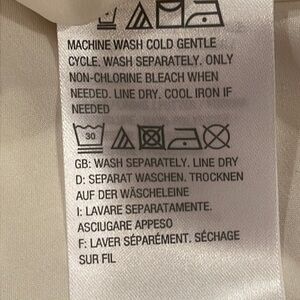 MACHINE WASH COLD GENTLE
CYCLE. WASH SEPARATELY. ONLY
NON-CHLORINE BLEACH WHEN
NEEDED. LINE DRY. COOL IRON IF
NEEDED
30
GB: WASH SEPARATELY. LINE DRY
D: SEPARAT WASCHEN. TROCKNEN
AUF DER WÄSCHELEINE
I: LAVARE SEPARATAMENTE.
ASCIUGARE APPESO
F: LAVER SÉPARÉMENT. SÉCHAGE
SUR FIL